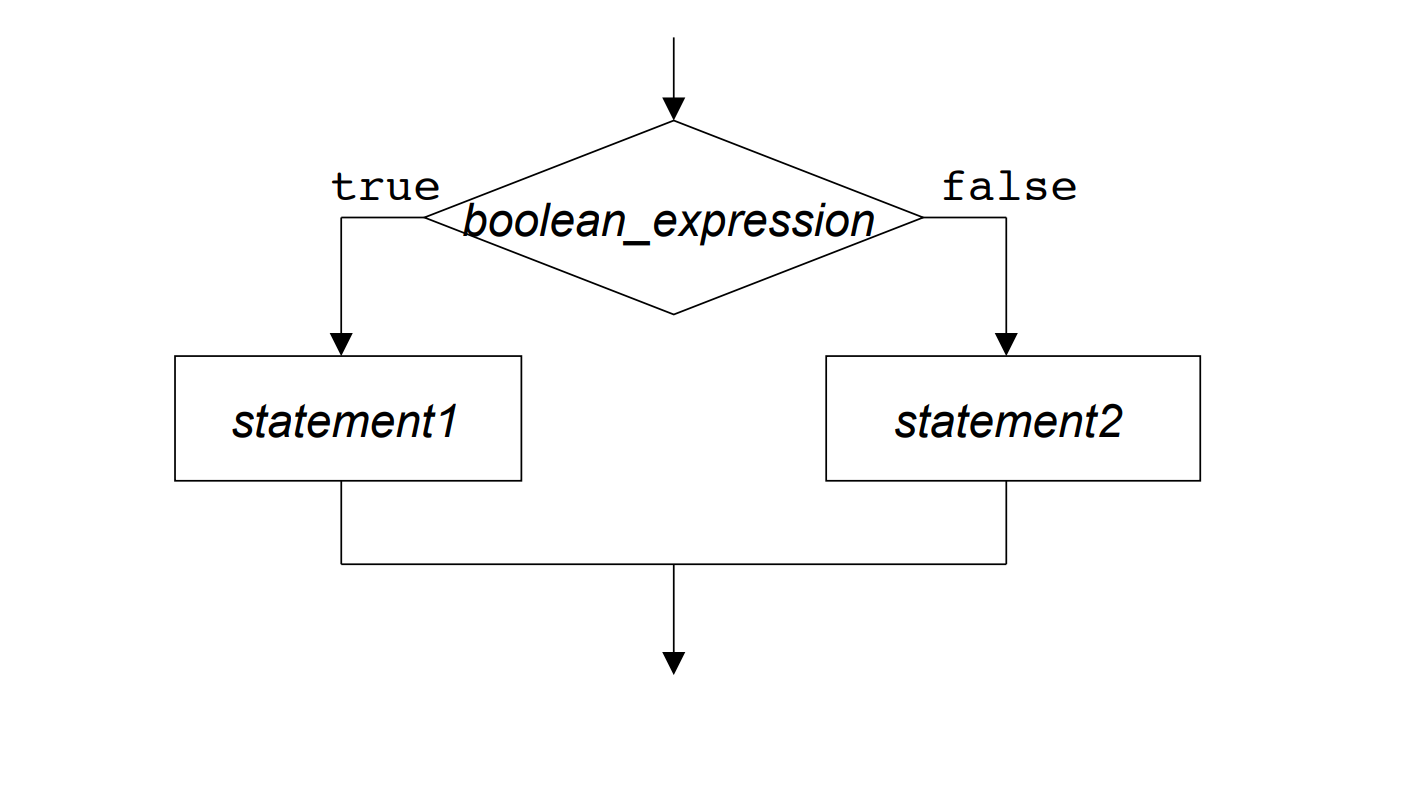 true
false
boolean_expression
statement1
statement2